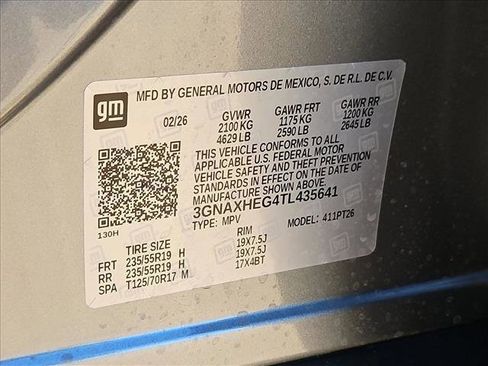 gm
MFD BY GENERAL MOTORS DE MEXICO, S. DE R.L. DE C.V.
02/26 GVWR GAWR FRT GAWR RR
2100 KG 1175 KG 1200 KG
4629 LB 2590 LB 2645 LB
THIS VEHICLE CONFORMS TO ALL
APPLICABLE U.S. FEDERAL MOTOR
VEHICLE SAFETY AND THEFT PREVENTION
STANDARDS IN EFFECT ON THE DATE OF
MANUFACTURE SHOWN ABOVE.
3GNAXHEG4TL435641
130H TYPE: MPV MODEL: 411PT26
TIRE SIZE RIM
FRT 235/55R19 H 19X7.5J
RR 235/55R19 H 19X7.5J
SPA T125/70R17 M 17X4BT